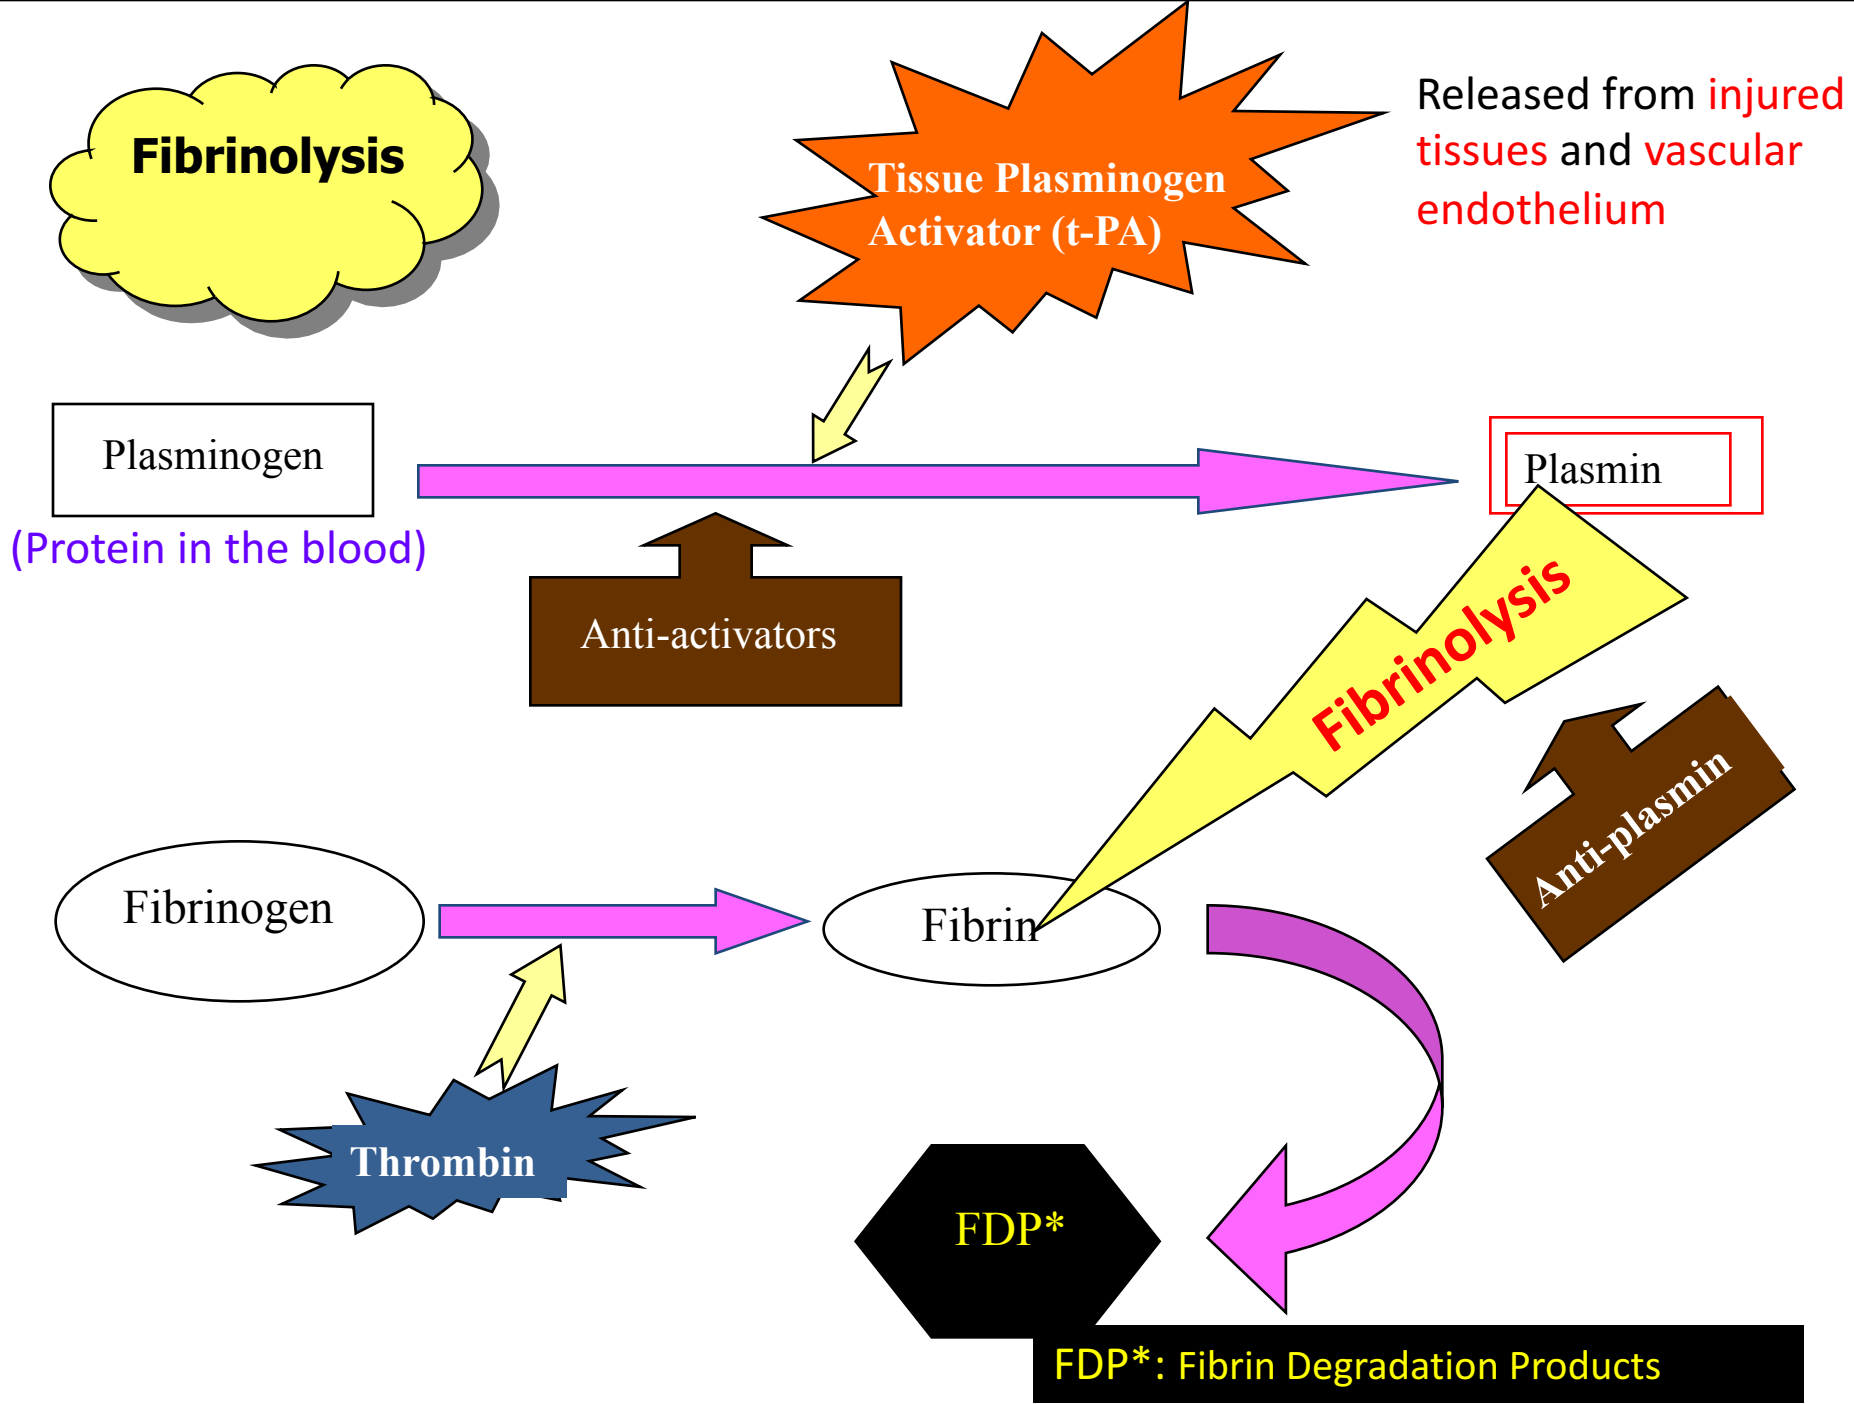 Fibrinolysis
Tissue Plasminogen
Activator (t-PA)
Released from injured
tissues and vascular
endothelium
Plasminogen
(Protein in the blood)
Plasmin
Anti-activators
Fibrinolysis
Anti-plasmin
Fibrinogen
Fibrin
Thrombin
FDP*
FDP*: Fibrin Degradation Products